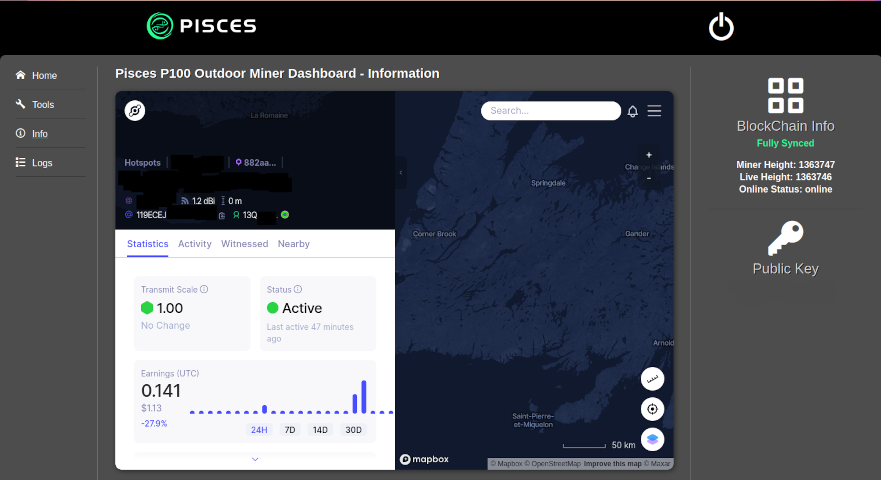 PISCES
Home
Tools
Info
Logs
Pisces P100 Outdoor Miner Dashboard - Information
Hotspots | | 882aa... |
1.2 dBi 0 m
119ECEJ 13Q
Statistics Activity Witnessed Nearby
Transmit Scale
1.00
No Change
Status
Active
Last active 47 minutes
ago
Earnings (UTC)
0.141
$1.13
-27.9%
24H 7D 14D 30D
La Romaine
Search...
+
-
Springdale
Corner Brook
Gander
Arnold
Saint-Pierre-
et-Miquelon
50 km
mapbox
© Mapbox © OpenStreetMap Improve this map © Maxar
BlockChain Info
Fully Synced
Miner Height: 1363747
Live Height: 1363746
Online Status: online
Public Key